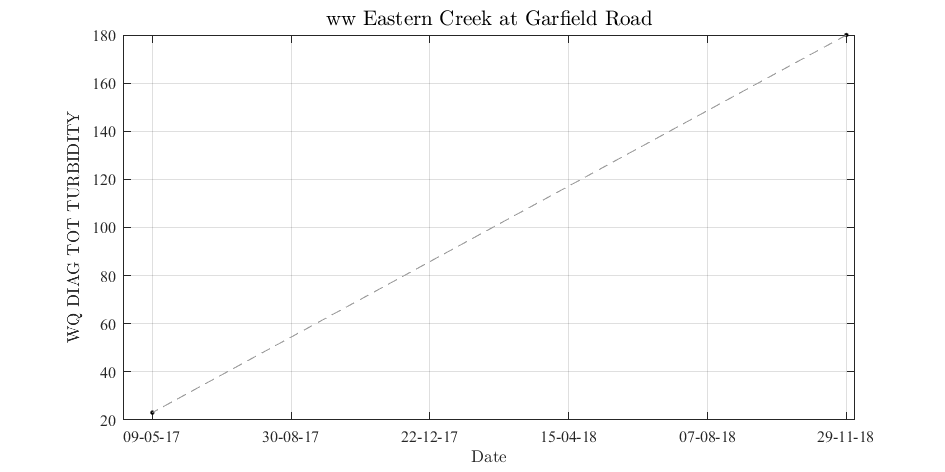 ww Eastern Creek at Garfield Road
WQ DIAG TOT TURBIDITY
180
160
140
120
100
80
60
40
20
09-05-17 30-08-17 22-12-17 15-04-18 07-08-18 29-11-18
Date